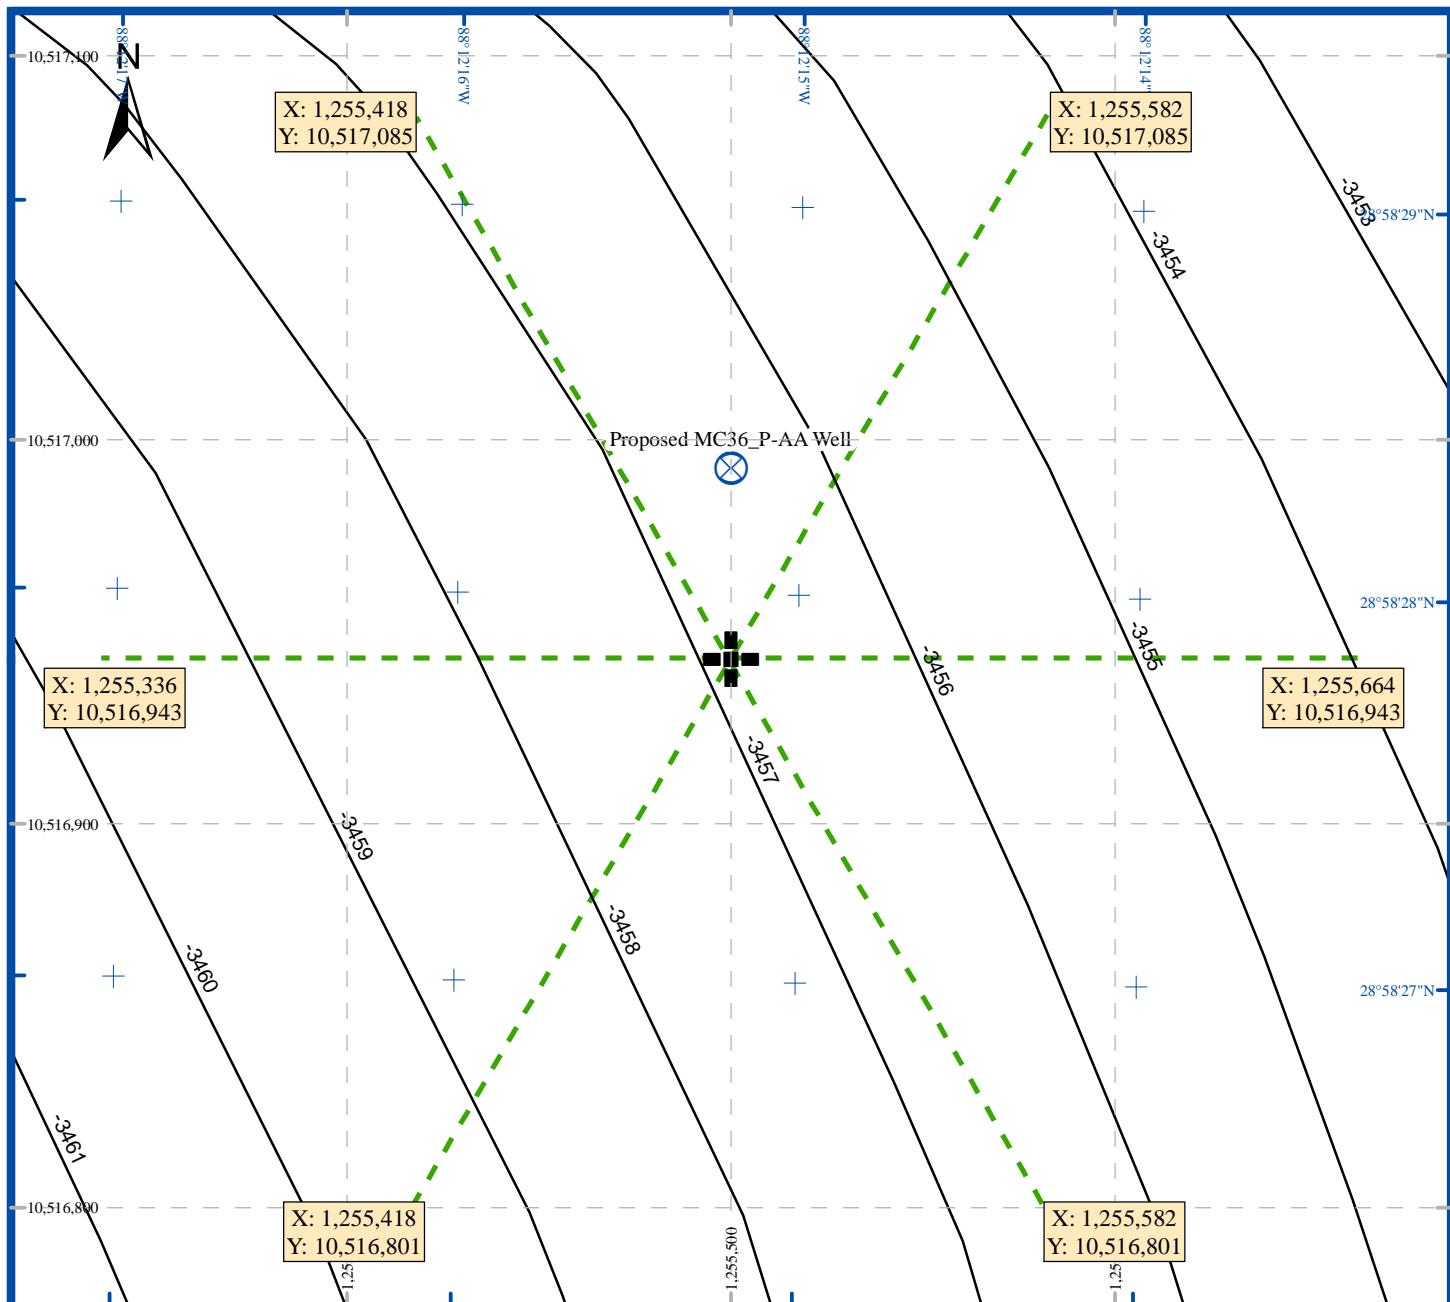 10,517,100
N
88°12'16"W
88°12'15"W
X: 1,255,418
Y: 10,517,085
X: 1,255,582
Y: 10,517,085
-3453
28°58'29"N
-3454
10,517,000
Proposed MC36_P-AA Well
28°58'28"N
-3455
-3456
X: 1,255,336
Y: 10,516,943
X: 1,255,664
Y: 10,516,943
-3457
10,516,900
-3459
-3458
-3460
28°58'27"N
-3461
10,516,800
X: 1,255,418
Y: 10,516,801
1,255,500
X: 1,255,582
Y: 10,516,801